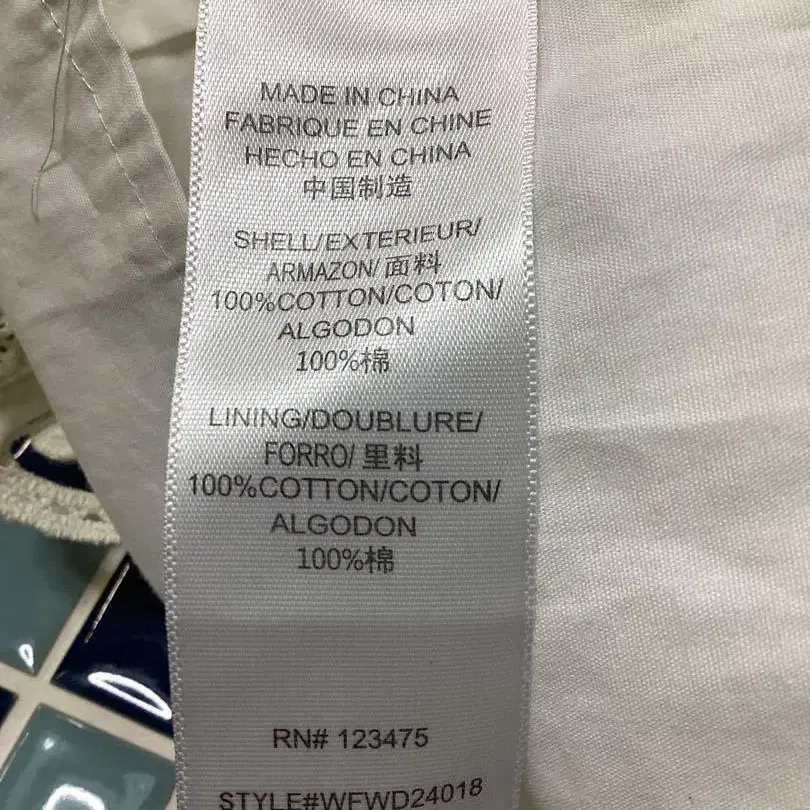 MADE IN CHINA
FABRIQUE EN CHINE
HECHO EN CHINA
中国制造
SHELL/EXTERIEUR/
ARMAZON/ 面料
100%COTTON/COTON/
ALGODON
100%棉
LINING/DOUBLURE/
FORRO/ 里料
100%COTTON/COTON/
ALGODON
100%棉
RN# 123475
STYLE#WFWD24018